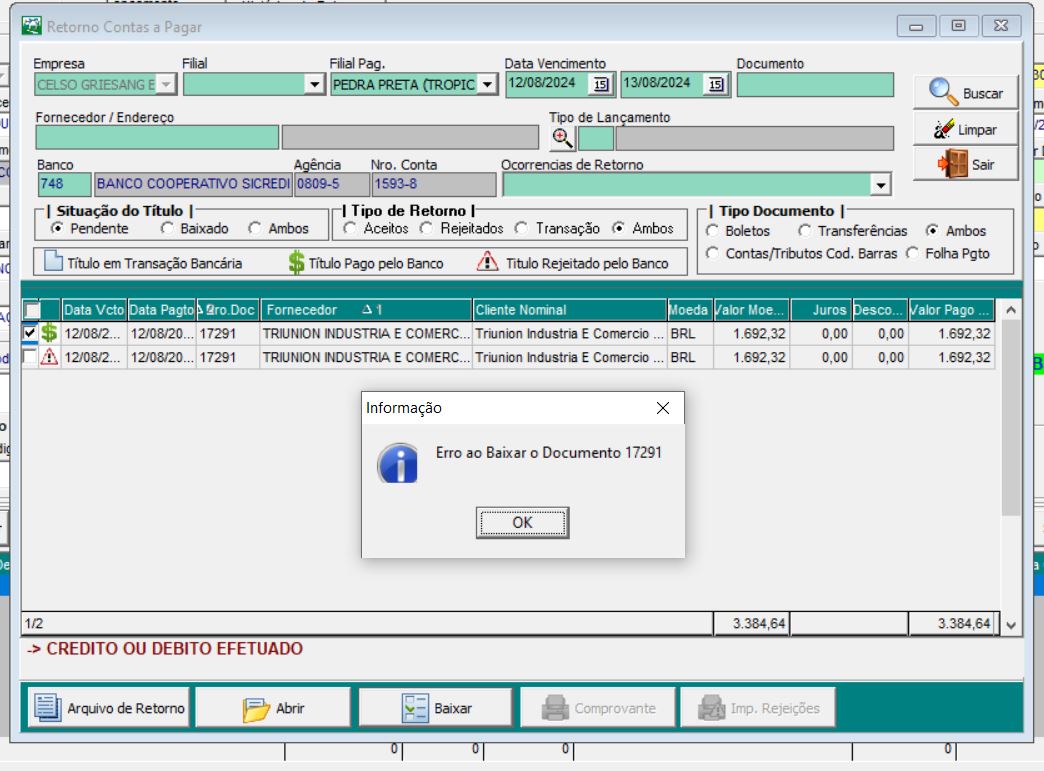 Retorno Contas a Pagar
Empresa Filial Filial Pag. Data Vencimento Documento
CELSO GRIESANG E PEDRA PRETA (TROPIC 12/08/2024 15 13/08/2024 15
Buscar
Fornecedor / Endereço Tipo de Lançamento
Limpar
Banco Agência Nro. Conta Ocorrencias de Retorno
Sair
748 BANCO COOPERATIVO SICREDI 0809-5 1593-8
| Situação do Título | | Tipo de Retorno | | Tipo Documento |
Pendente Baixado Ambos Aceitos Rejeitados Transação Ambos Boletos Transferências Ambos
Contas/Tributos Cod. Barras Folha Pgto
Título em Transação Bancária Título Pago pelo Banco Titulo Rejeitado pelo Banco
Data Vcto Data Pagto Nro.Doc Fornecedor 1 Cliente Nominal Moeda Valor Moe... Juros Desco... Valor Pago ...
12/08/2... 12/08/20... 17291 TRIUNION INDUSTRIA E COMERC... Triunion Industria E Comercio ... BRL 1.692,32 0,00 0,00 1.692,32
12/08/2... 12/08/20... 17291 TRIUNION INDUSTRIA E COMERC... Triunion Industria E Comercio ... BRL 1.692,32 0,00 0,00 1.692,32
Informação
Erro ao Baixar o Documento 17291
OK
1/2 3.384,64 3.384,64
-> CREDITO OU DEBITO EFETUADO
Arquivo de Retorno Abrir Baixar Comprovante Imp. Rejeições
0 0 0 0